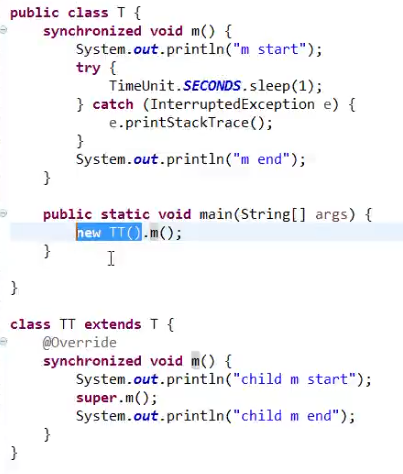 public class T {
    synchronized void m() {
        System.out.println("m start");
        try {
            TimeUnit.SECONDS.sleep(1);
        } catch (InterruptedException e) {
            e.printStackTrace();
        }
        System.out.println("m end");
    }
    public static void main(String[] args) {
        new TT().m();
    }
}
class TT extends T {
    @Override
    synchronized void m() {
        System.out.println("child m start");
        super.m();
        System.out.println("child m end");
    }
}